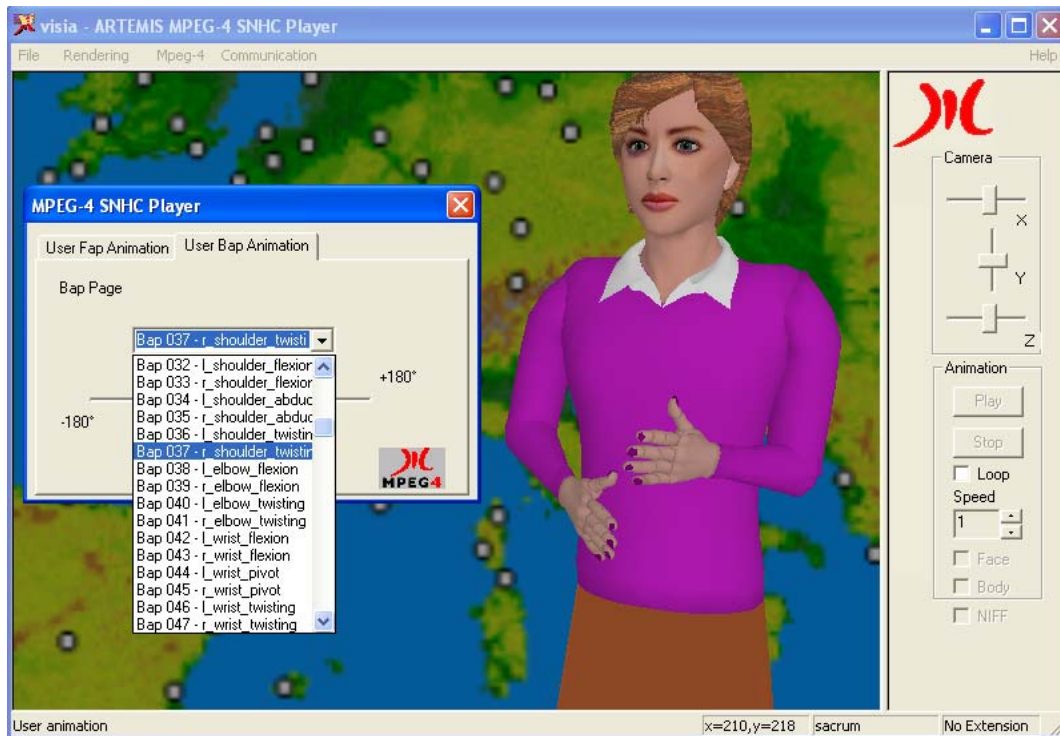 visia - ARTEMIS MPEG-4 SNHC Player
File Rendering Mpeg-4 Communication Help
MPEG-4 SNHC Player
User Fap Animation User Bap Animation
Bap Page
Bap 037 - r_shoulder_twisti
-180°
+180°
Bap 032 - l_shoulder_flexion
Bap 033 - r_shoulder_flexion
Bap 034 - l_shoulder_abduc
Bap 035 - r_shoulder_abduc
Bap 036 - l_shoulder_twistin
Bap 037 - r_shoulder_twistin
Bap 038 - l_elbow_flexion
Bap 039 - r_elbow_flexion
Bap 040 - l_elbow_twisting
Bap 041 - r_elbow_twisting
Bap 042 - l_wrist_flexion
Bap 043 - r_wrist_flexion
Bap 044 - l_wrist_pivot
Bap 045 - r_wrist_pivot
Bap 046 - l_wrist_twisting
Bap 047 - r_wrist_twisting
MPEG4
Camera
X
Y
Z
Animation
Play
Stop
Loop
Speed
1
Face
Body
NIFF
User animation x=210,y=218 sacrum No Extension